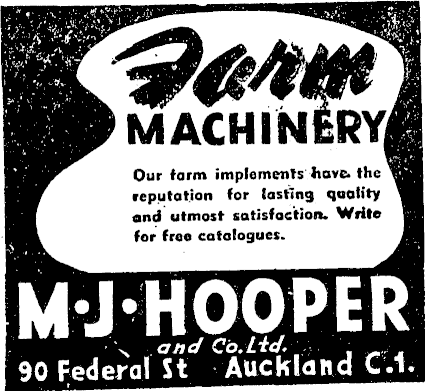 Farm
MACHINERY
Our farm implements have the
reputation for lasting quality
and utmost satisfaction. Write
for free catalogues.
M·J·HOOPER
and Co. Ltd.
90 Federal St Auckland C.1.